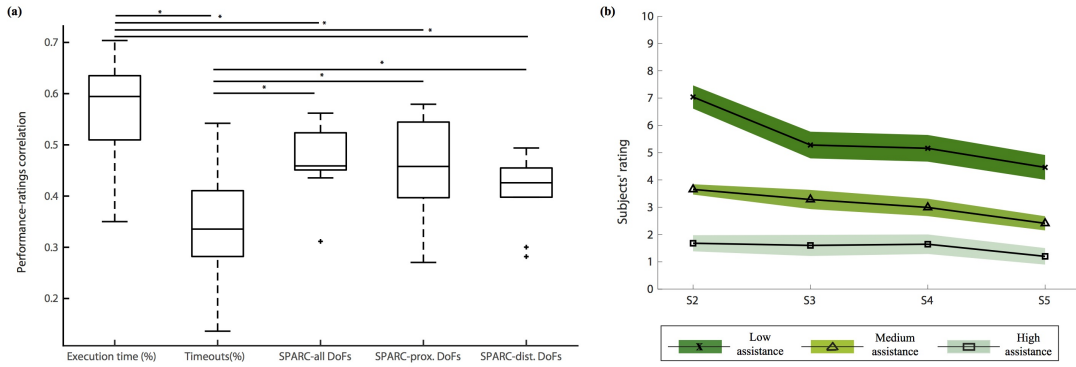 (a)
Performance-ratings correlation
0.7
0.6
0.5
0.4
0.3
0.2
Execution time (%)
Timeouts(%)
SPARC-all DoFs
SPARC-prox. DoFs
SPARC-dist. DoFs
(b)
Subjects' rating
10
9
8
7
6
5
4
3
2
1
0
S2
S3
S4
S5
Low
assistance
Medium
assistance
High
assistance